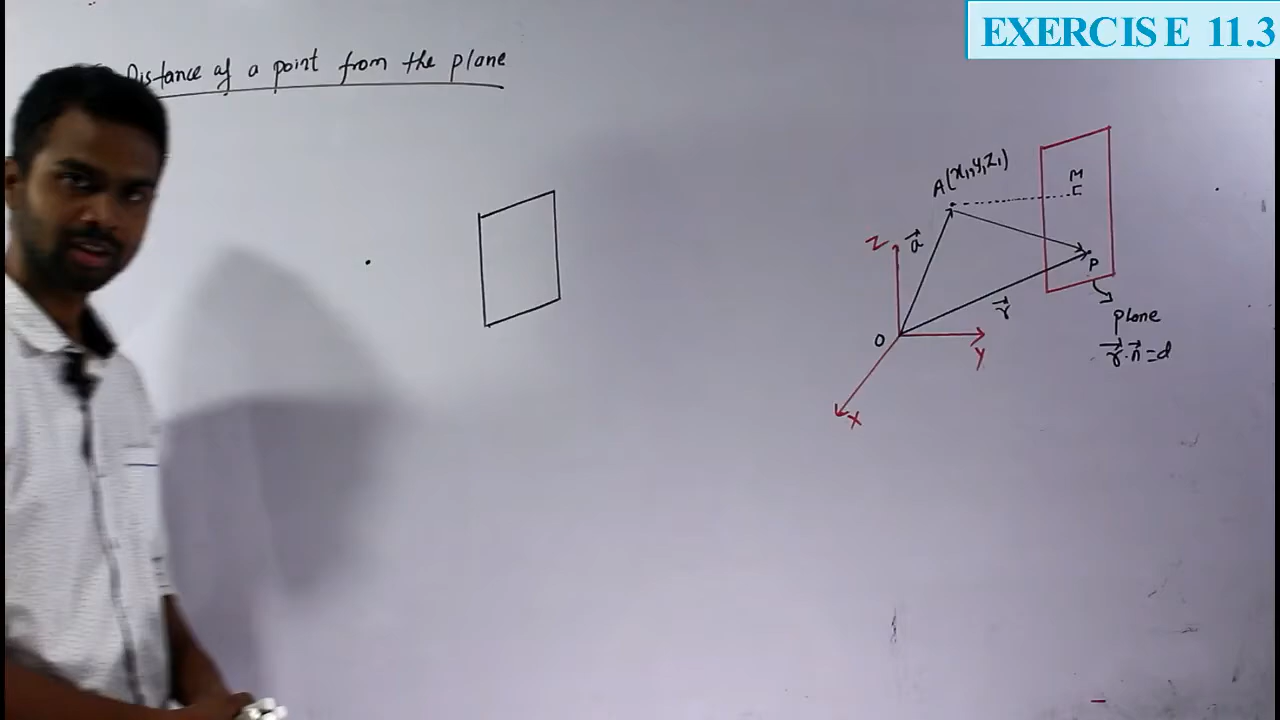 EXERCISE 11.3
Distance of a point from the plane
A(x₁,y₁,z₁)
M
Z
a⃗
P
r⃗
O
Y
plane
r⃗.n⃗=d
X